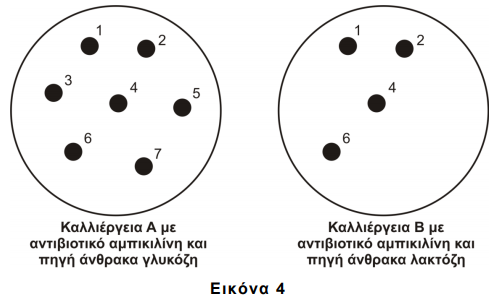 1
2
3
4
5
6
7
1
2
4
6
Καλλιέργεια Α με
αντιβιοτικό αμπικιλίνη και
πηγή άνθρακα γλυκόζη
Καλλιέργεια Β με
αντιβιοτικό αμπικιλίνη και
πηγή άνθρακα λακτόζη
Εικόνα 4